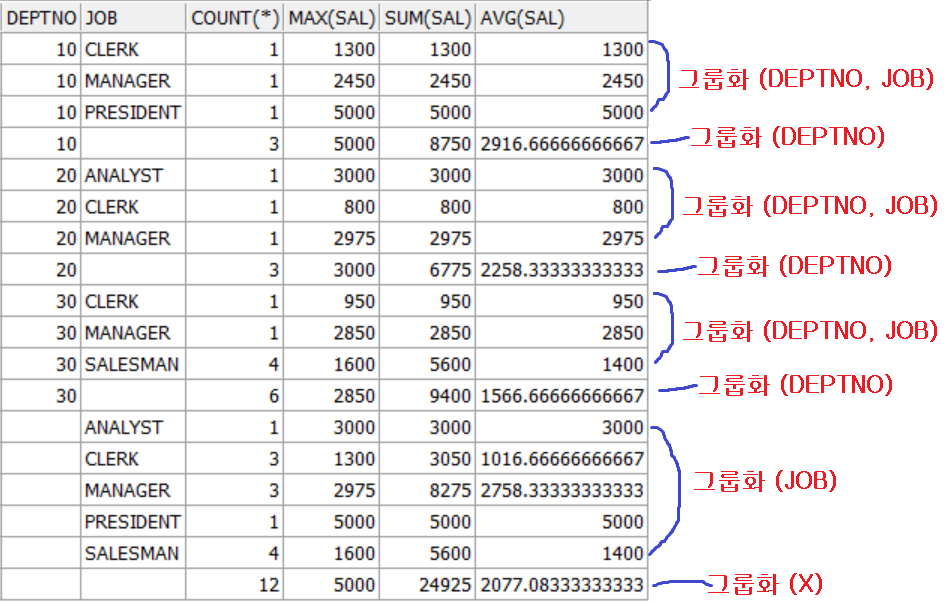 DEPTNO JOB COUNT(*) MAX(SAL) SUM(SAL) AVG(SAL)
10 CLERK 1 1300 1300 1300
10 MANAGER 1 2450 2450 2450
그룹화 (DEPTNO, JOB)
10 PRESIDENT 1 5000 5000 5000
10 3 5000 8750 2916.66666666667
그룹화 (DEPTNO)
20 ANALYST 1 3000 3000 3000
20 CLERK 1 800 800 800
그룹화 (DEPTNO, JOB)
20 MANAGER 1 2975 2975 2975
20 3 3000 6775 2258.33333333333
그룹화 (DEPTNO)
30 CLERK 1 950 950 950
30 MANAGER 1 2850 2850 2850
그룹화 (DEPTNO, JOB)
30 SALESMAN 4 1600 5600 1400
30 6 2850 9400 1566.66666666667
그룹화 (DEPTNO)
ANALYST 1 3000 3000 3000
CLERK 3 1300 3050 1016.66666666667
MANAGER 3 2975 8275 2758.33333333333
그룹화 (JOB)
PRESIDENT 1 5000 5000 5000
SALESMAN 4 1600 5600 1400
12 5000 24925 2077.08333333333
그룹화 (X)